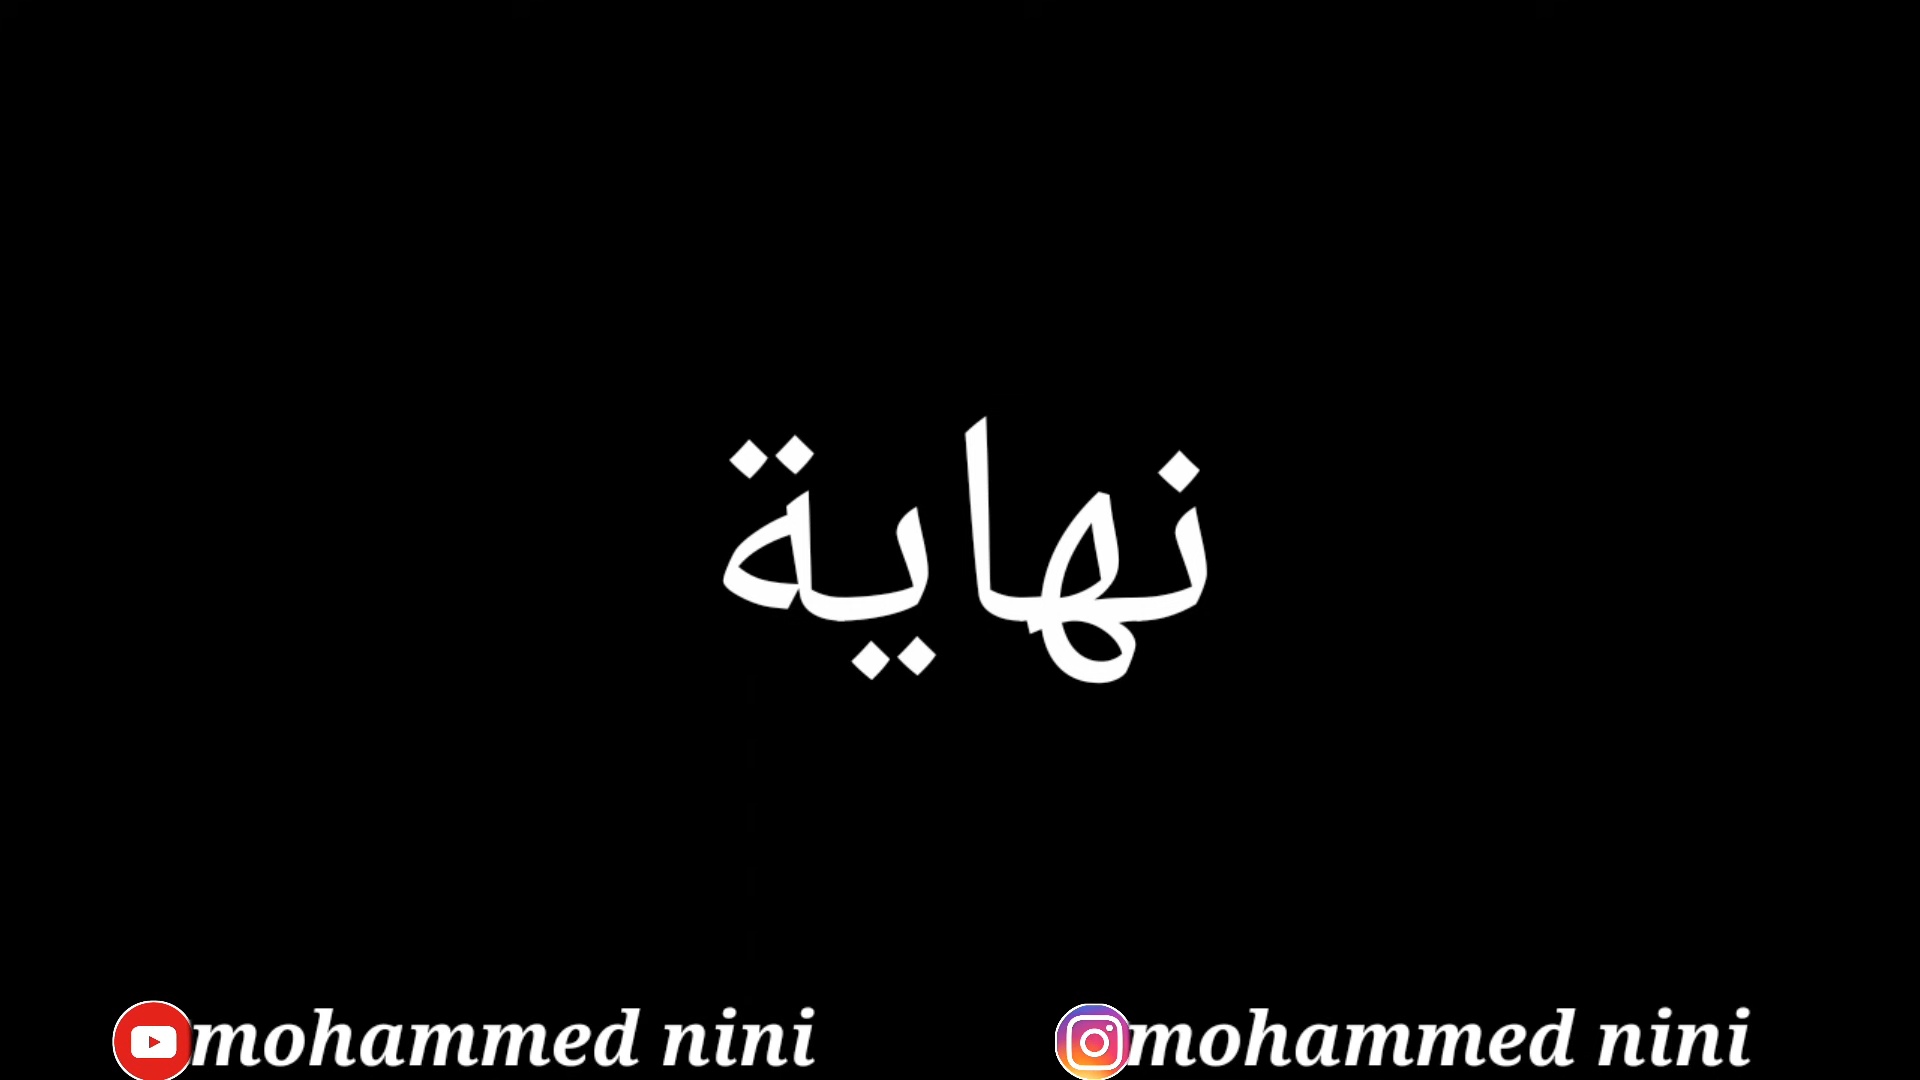 نهاية
mohammed nini
mohammed nini